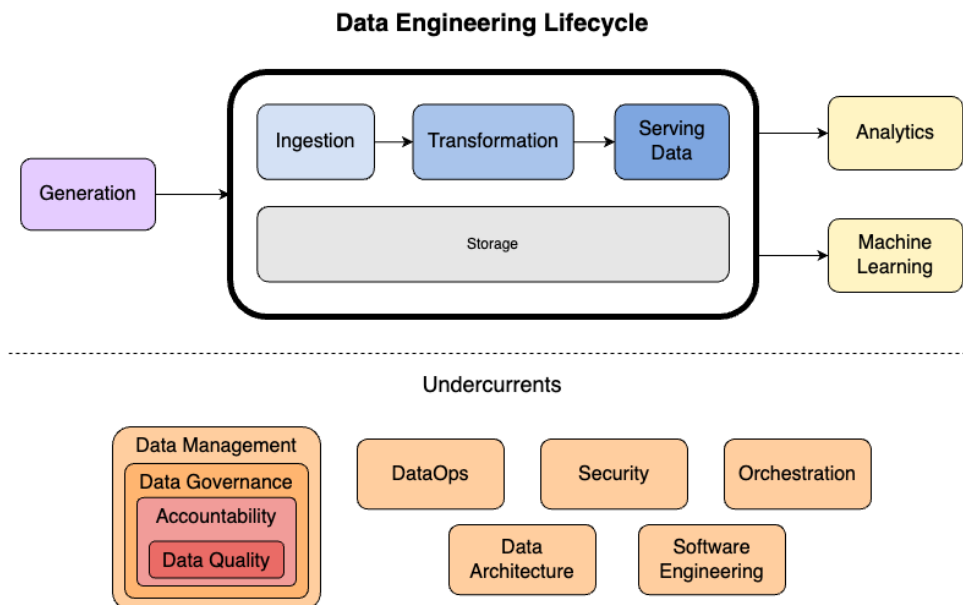 Data Engineering Lifecycle
Generation
Ingestion
Transformation
Serving
Data
Storage
Analytics
Machine
Learning
Undercurrents
Data Management
Data Governance
Accountability
Data Quality
DataOps
Security
Orchestration
Data
Architecture
Software
Engineering